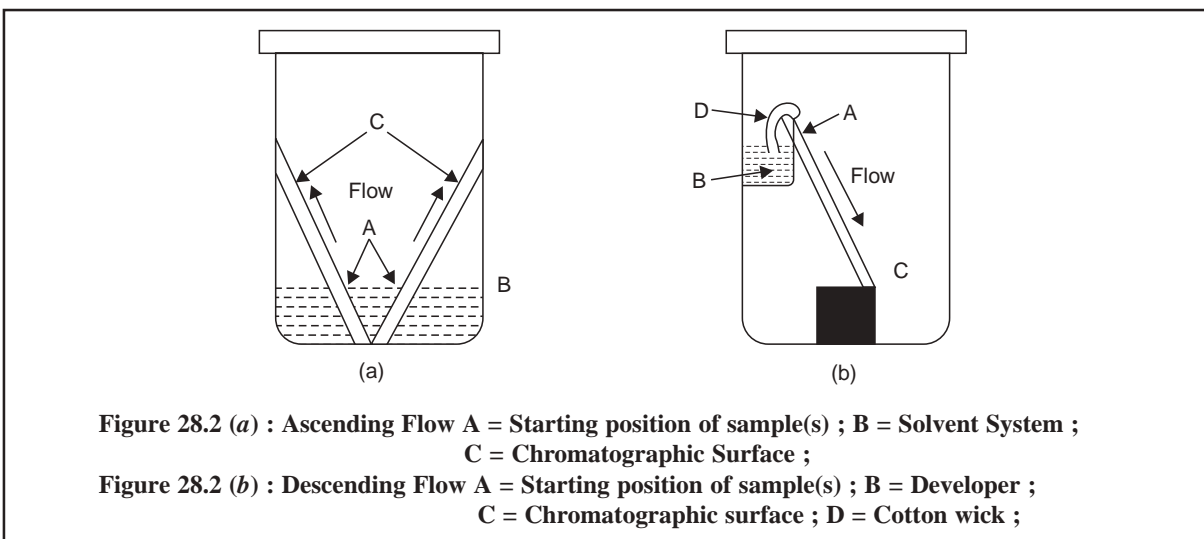 C
Flow
A
B
(a)
D
A
B
Flow
C
(b)
Figure 28.2 (a) : Ascending Flow A = Starting position of sample(s) ; B = Solvent System ;
C = Chromatographic Surface ;
Figure 28.2 (b) : Descending Flow A = Starting position of sample(s) ; B = Developer ;
C = Chromatographic surface ; D = Cotton wick ;